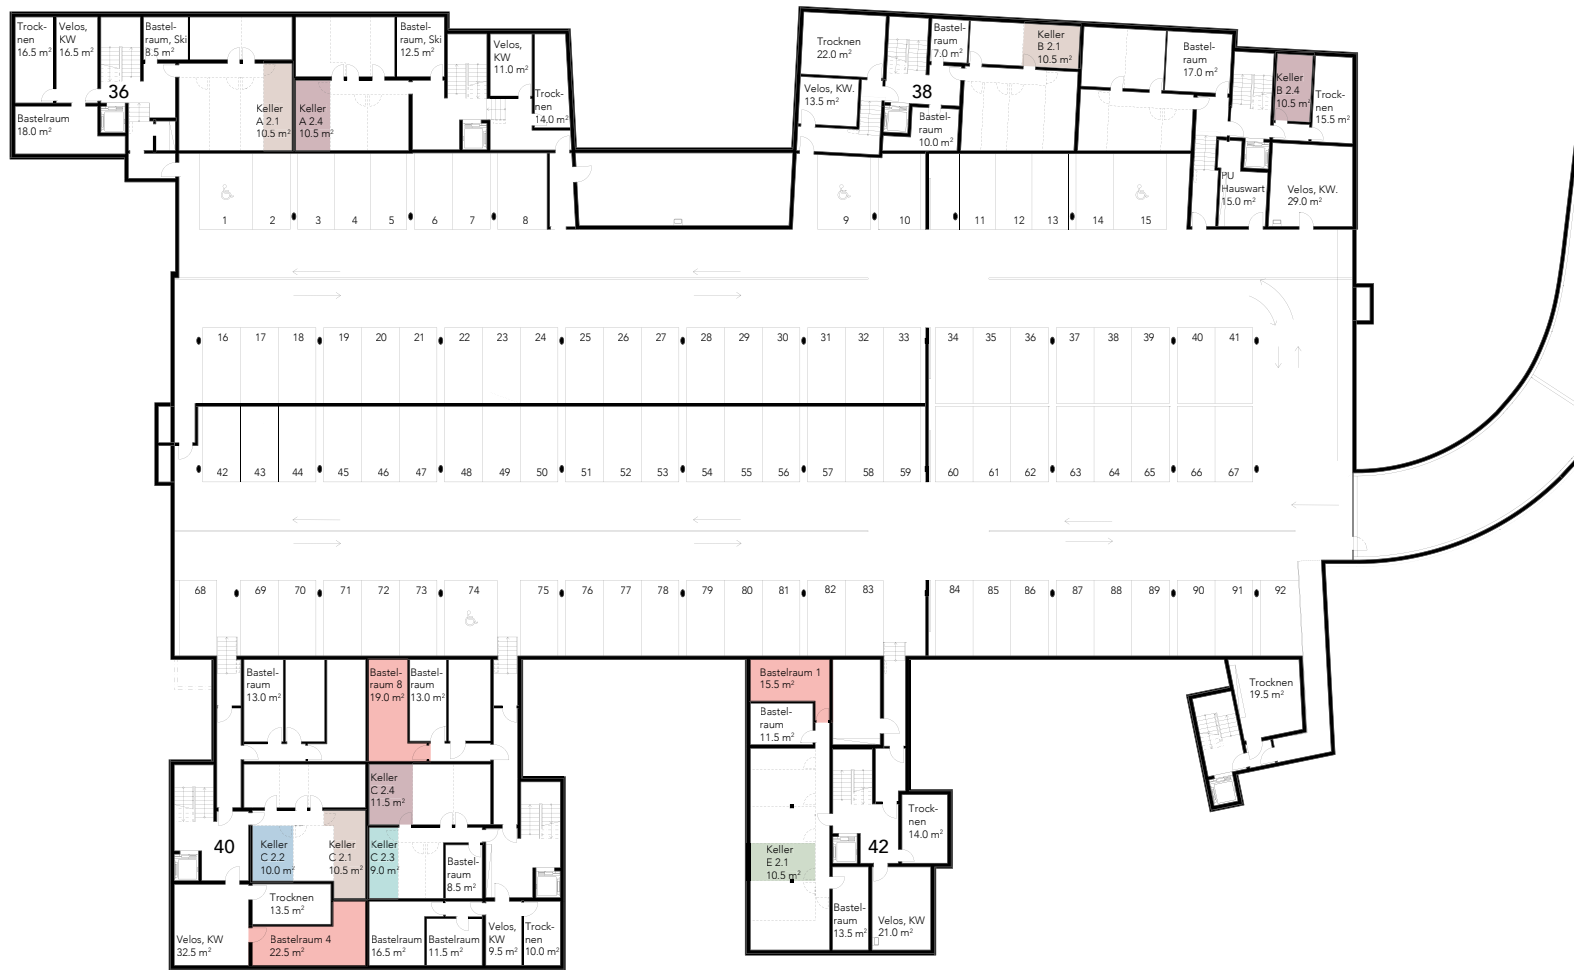 Trock-
nen
16.5 m²
Velos,
KW
16.5 m²
Bastel-
raum, Ski
8.5 m²
36
Bastelraum
18.0 m²
Keller
A 2.1
10.5 m²
Keller
A 2.4
10.5 m²
Bastel-
raum, Ski
12.5 m²
Velos,
KW
11.0 m²
Trock-
nen
14.0 m²
Trocknen
22.0 m²
Velos, KW.
13.5 m²
38
Bastel-
raum
7.0 m²
Bastel-
raum
10.0 m²
Keller
B 2.1
10.5 m²
Bastel-
raum
17.0 m²
Keller
B 2.4
10.5 m²
Trock-
nen
15.5 m²
PU
Hauswart
15.0 m²
Velos, KW.
29.0 m²
1 2 3 4 5 6 7 8 9 10 11 12 13 14 15
16 17 18 19 20 21 22 23 24 25 26 27 28 29 30 31 32 33 34 35 36 37 38 39 40 41
42 43 44 45 46 47 48 49 50 51 52 53 54 55 56 57 58 59 60 61 62 63 64 65 66 67
68 69 70 71 72 73 74 75 76 77 78 79 80 81 82 83 84 85 86 87 88 89 90 91 92
Bastel-
raum
13.0 m²
Bastel-
raum 8
19.0 m²
Bastel-
raum
13.0 m²
Keller
C 2.4
11.5 m²
40
Keller
C 2.2
10.0 m²
Keller
C 2.1
10.5 m²
Keller
C 2.3
9.0 m²
Bastel-
raum
8.5 m²
Trocknen
13.5 m²
Velos, KW
32.5 m²
Bastelraum 4
22.5 m²
Bastelraum
16.5 m²
Bastelraum
11.5 m²
Velos,
KW
9.5 m²
Trock-
nen
10.0 m²
Bastelraum 1
15.5 m²
Bastel-
raum
11.5 m²
Keller
E 2.1
10.5 m²
42
Trock-
nen
14.0 m²
Bastel-
raum
13.5 m²
Velos, KW
21.0 m²
Trocknen
19.5 m²